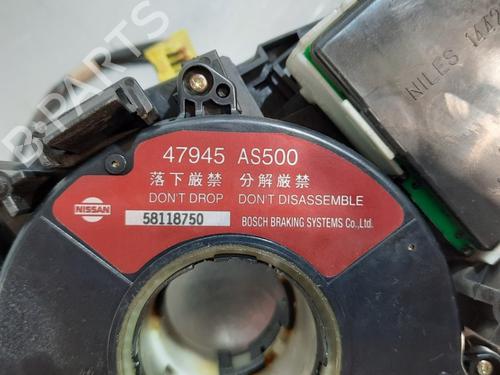 47945 AS500
落下厳禁 分解厳禁
DON'T DROP DON'T DISASSEMBLE
NISSAN
58118750
BOSCH BRAKING SYSTEMS Co., Ltd.
NILES 1442
B-PARTS